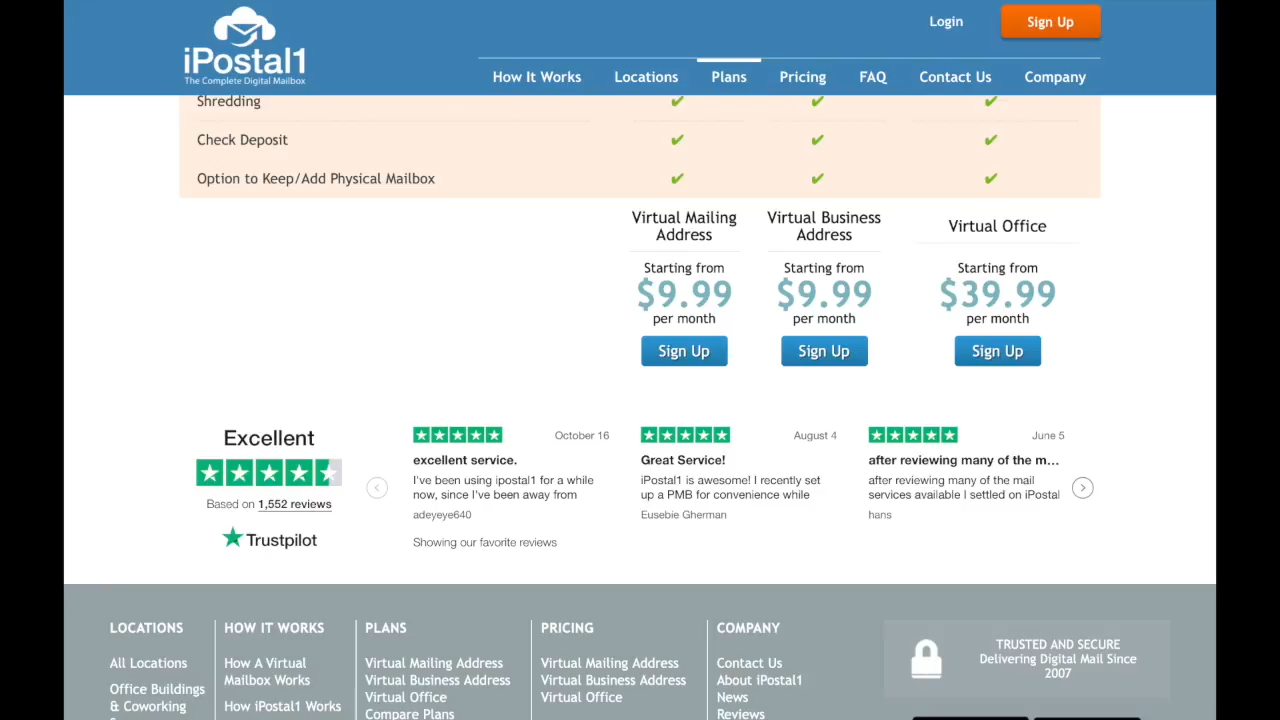 iPostal1
The Complete Digital Mailbox
Login
Sign Up
How It Works
Locations
Plans
Pricing
FAQ
Contact Us
Company
Shredding
Check Deposit
Option to Keep/Add Physical Mailbox
Virtual Mailing
Address
Starting from
$9.99
per month
Sign Up
Virtual Business
Address
Starting from
$9.99
per month
Sign Up
Virtual Office
Starting from
$39.99
per month
Sign Up
Excellent
Based on 1,552 reviews
Trustpilot
October 16
excellent service.
I've been using ipostal1 for a while
now, since I've been away from
adeyeye640
August 4
Great Service!
iPostal1 is awesome! I recently set
up a PMB for convenience while
Eusebie Gherman
June 5
after reviewing many of the m...
after reviewing many of the mail
services available I settled on iPostal
hans
Showing our favorite reviews
LOCATIONS
All Locations
Office Buildings
& Coworking
HOW IT WORKS
How A Virtual
Mailbox Works
How iPostal1 Works
PLANS
Virtual Mailing Address
Virtual Business Address
Virtual Office
Compare Plans
PRICING
Virtual Mailing Address
Virtual Business Address
Virtual Office
COMPANY
Contact Us
About iPostal1
News
Reviews
TRUSTED AND SECURE
Delivering Digital Mail Since
2007